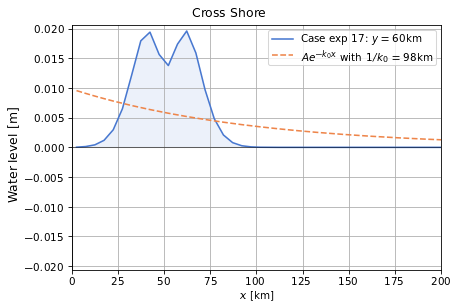 Cross Shore
Case exp 17: y = 60km
Ae^{-k_0x} with 1/k_0 = 98km
Water level [m]
0.020
0.015
0.010
0.005
0.000
−0.005
−0.010
−0.015
−0.020
0 25 50 75 100 125 150 175 200
x [km]